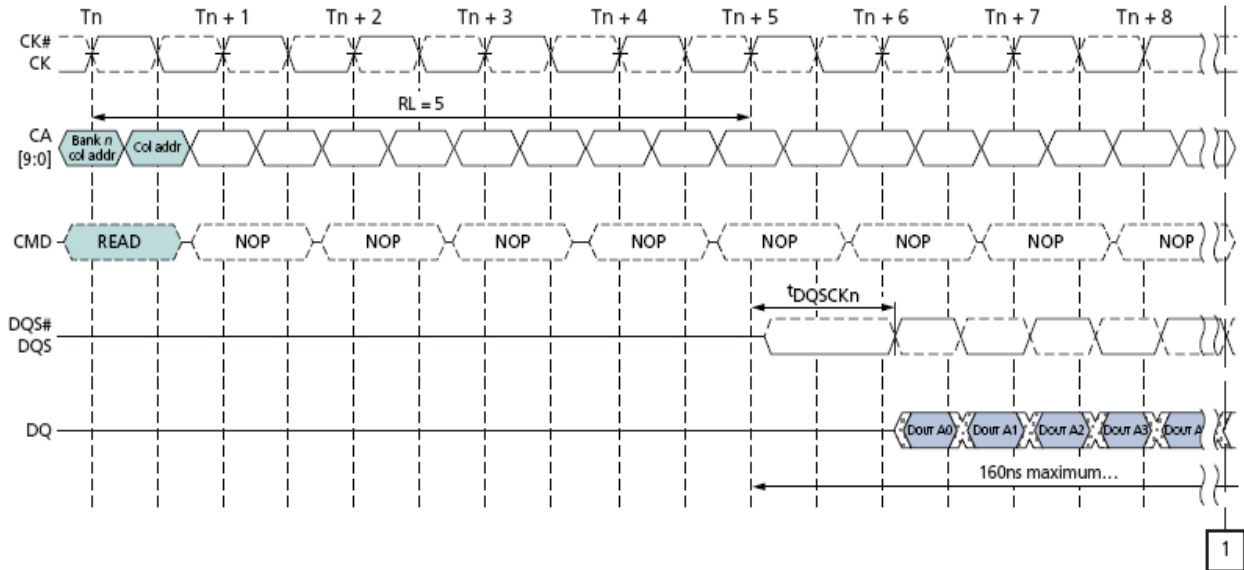 Tn Tn + 1 Tn + 2 Tn + 3 Tn + 4 Tn + 5 Tn + 6 Tn + 7 Tn + 8
CK#
CK
RL = 5
CA
[9:0]
Bank n
col addr
Col addr
CMD READ NOP NOP NOP NOP NOP NOP NOP NOP
tDQSCKn
DQS#
DQS
DQ DOUT A0 DOUT A1 DOUT A2 DOUT A3 DOUT A
160ns maximum...
1